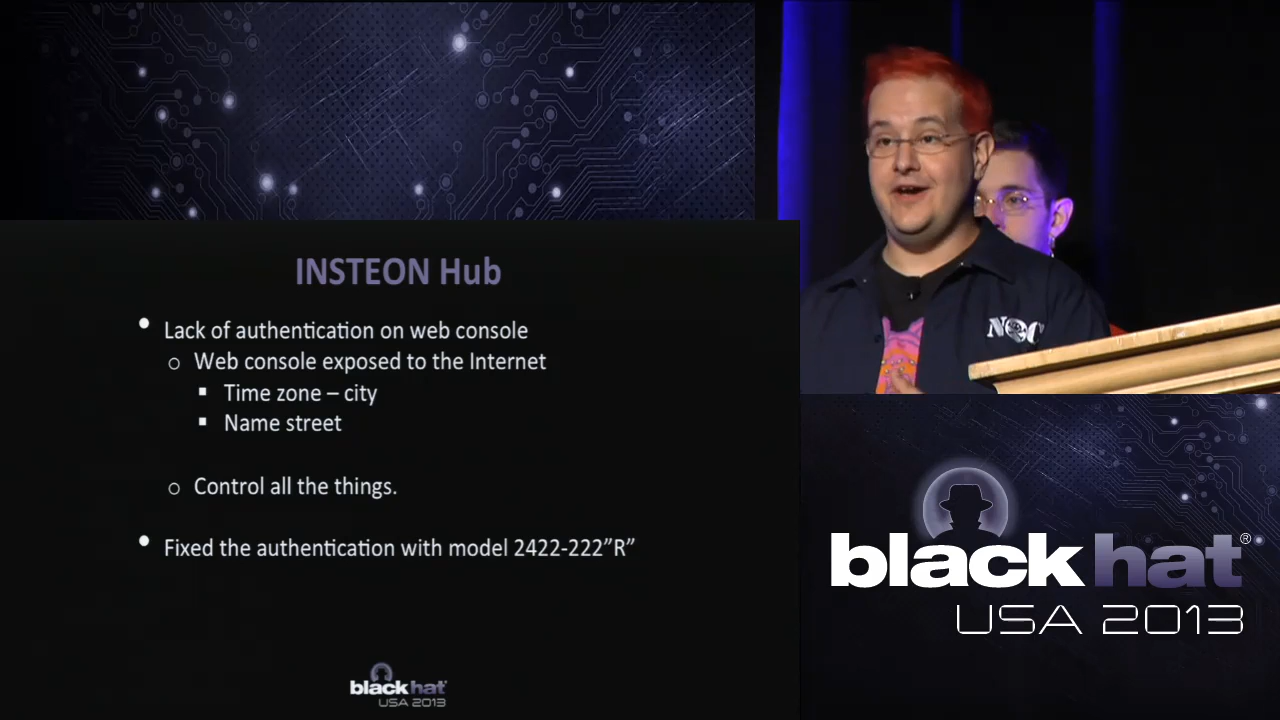 INSTEON Hub
• Lack of authentication on web console
o Web console exposed to the Internet
▪ Time zone – city
▪ Name street
o Control all the things.
• Fixed the authentication with model 2422-222”R”
black hat
USA 2013
NOC
black hat®
USA 2013